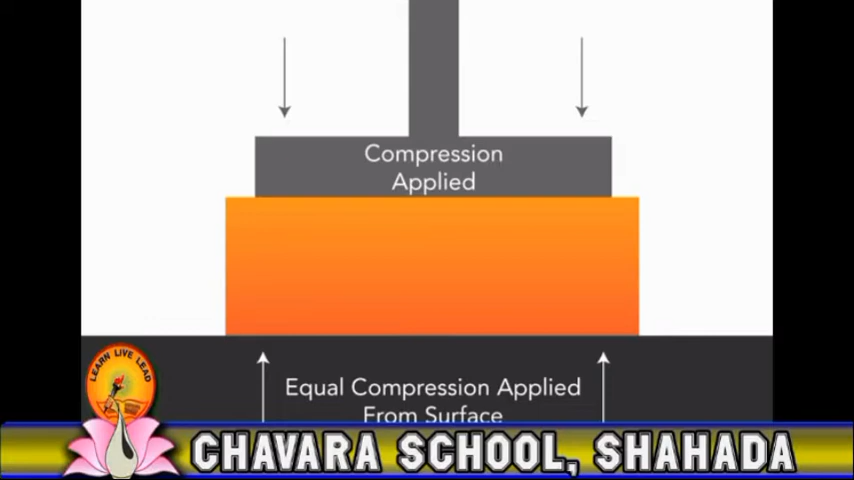 Compression
Applied
Equal Compression Applied
From Surface
LEARN LIVE LEAD
CHAVARA SCHOOL, SHAHADA